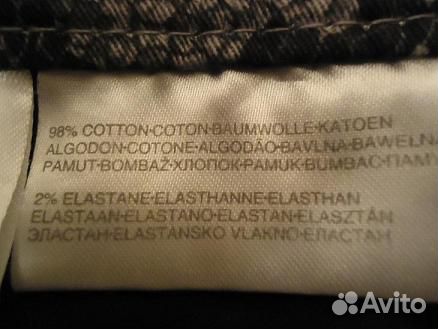 98% COTTON·COTON·BAUMWOLLE·KATOEN
ALGODON·COTONE·ALGODÃO·BAVLNA·BAWEŁNA
PAMUT·BOMBAŽ·ХЛОПОК·PAMUK·BUMBAC·ПАМУ
2% ELASTANE·ELASTHANNE·ELASTHAN
ELASTAAN·ELASTANO·ELASTAN·ELASZTÁN
ЭЛАСТАН·ELASTANSKO VLAKNO·ЕЛАСТАН
Avito